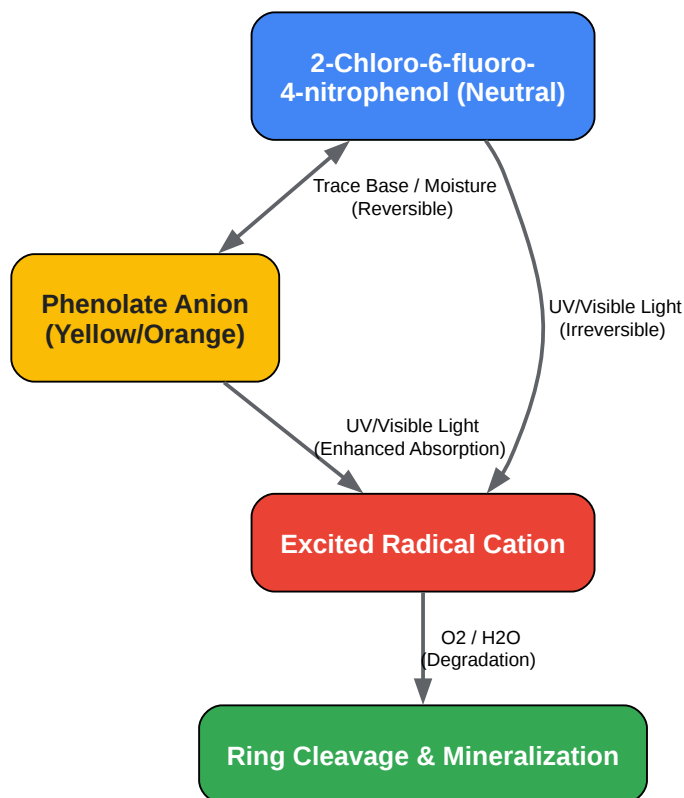 2-Chloro-6-fluoro-
4-nitrophenol (Neutral)
Trace Base / Moisture
(Reversible)
Phenolate Anion
(Yellow/Orange)
UV/Visible Light
(Irreversible)
UV/Visible Light
(Enhanced Absorption)
Excited Radical Cation
O2 / H2O
(Degradation)
Ring Cleavage & Mineralization